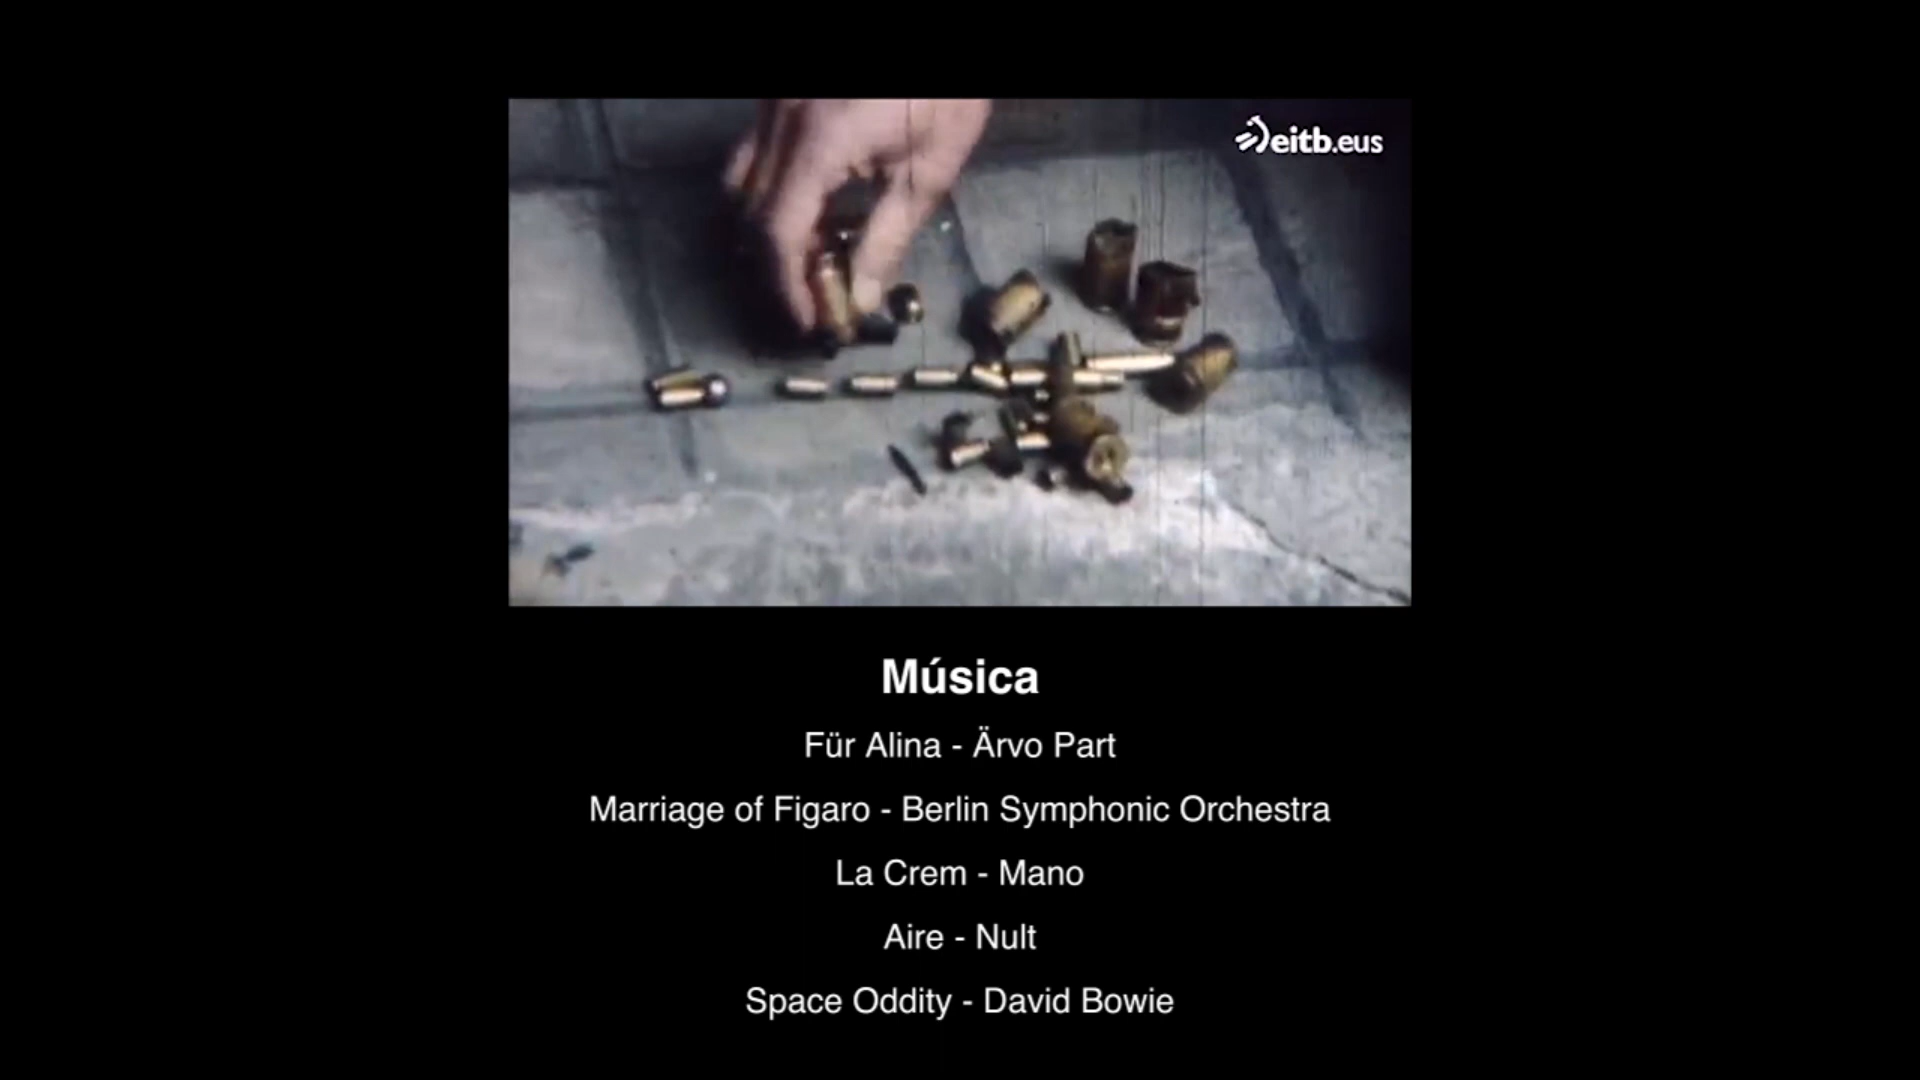 eitb.eus
Música
Für Alina - Ärvo Part
Marriage of Figaro - Berlin Symphonic Orchestra
La Crem - Mano
Aire - Nult
Space Oddity - David Bowie